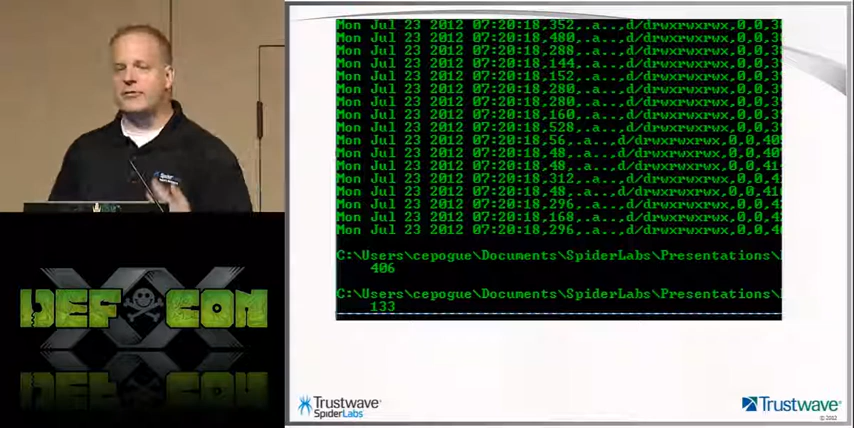 Mon Jul 23 2012 07:20:18,352,.a..,d/drwxrwxrwx,0,0,3
Mon Jul 23 2012 07:20:18,480,.a..,d/drwxrwxrwx,0,0,3
Mon Jul 23 2012 07:20:18,288,.a..,d/drwxrwxrwx,0,0,3
Mon Jul 23 2012 07:20:18,144,.a..,d/drwxrwxrwx,0,0,3
Mon Jul 23 2012 07:20:18,152,.a..,d/drwxrwxrwx,0,0,3
Mon Jul 23 2012 07:20:18,280,.a..,d/drwxrwxrwx,0,0,3
Mon Jul 23 2012 07:20:18,280,.a..,d/drwxrwxrwx,0,0,3
Mon Jul 23 2012 07:20:18,160,.a..,d/drwxrwxrwx,0,0,3
Mon Jul 23 2012 07:20:18,528,.a..,d/drwxrwxrwx,0,0,3
Mon Jul 23 2012 07:20:18,56,.a..,d/drwxrwxrwx,0,0,40
Mon Jul 23 2012 07:20:18,48,.a..,d/drwxrwxrwx,0,0,40
Mon Jul 23 2012 07:20:18,48,.a..,d/drwxrwxrwx,0,0,41
Mon Jul 23 2012 07:20:18,312,.a..,d/drwxrwxrwx,0,0,4
Mon Jul 23 2012 07:20:18,48,.a..,d/drwxrwxrwx,0,0,41
Mon Jul 23 2012 07:20:18,296,.a..,d/drwxrwxrwx,0,0,4
Mon Jul 23 2012 07:20:18,168,.a..,d/drwxrwxrwx,0,0,4
Mon Jul 23 2012 07:20:18,296,.a..,d/drwxrwxrwx,0,0,4
C:\Users\cepogue\Documents\SpiderLabs\Presentations\
406
C:\Users\cepogue\Documents\SpiderLabs\Presentations\
133
DEF CON
XX
Trustwave®
SpiderLabs
Trustwave®
© 2012